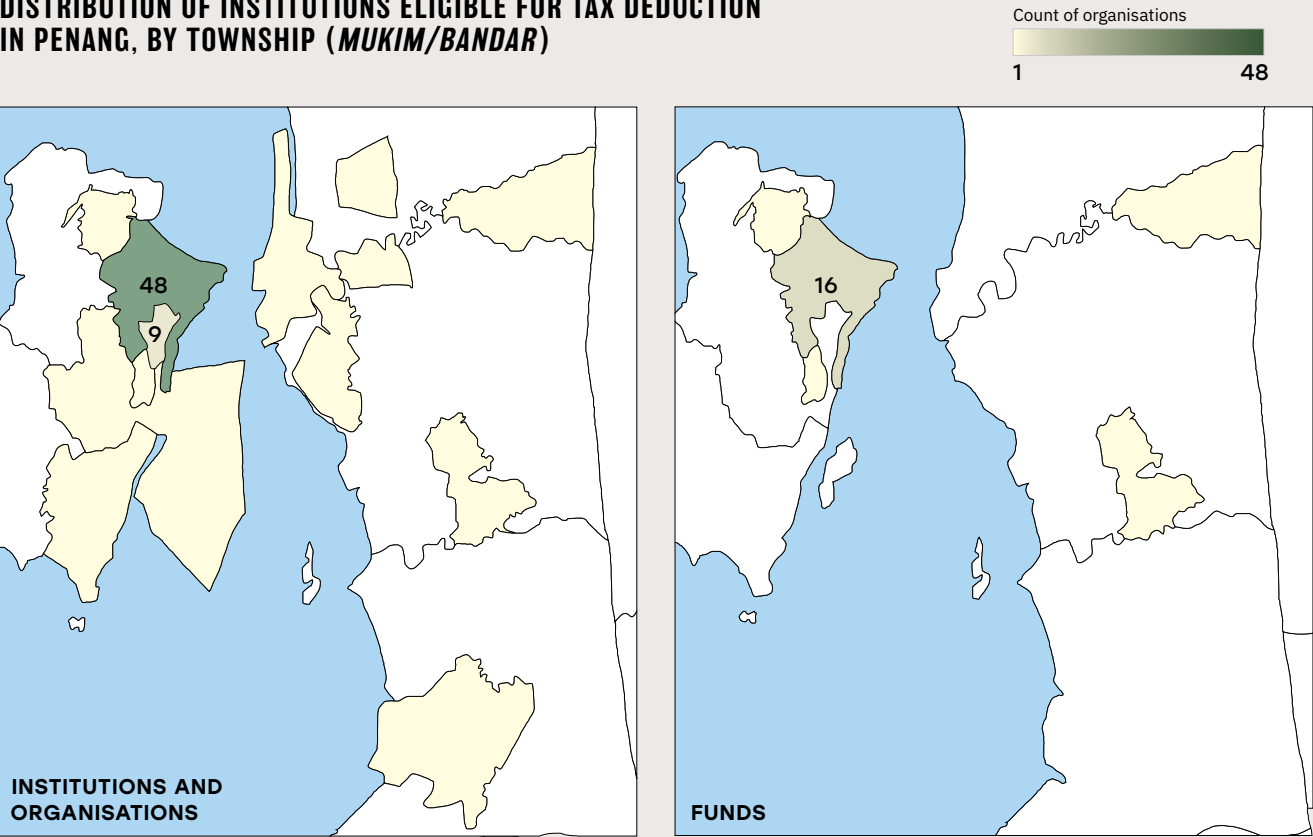 DISTRIBUTION OF INSTITUTIONS ELIGIBLE FOR TAX DEDUCTION
IN PENANG, BY TOWNSHIP (MUKIM/BANDAR)
Count of organisations
1 48
48
9
INSTITUTIONS AND
ORGANISATIONS
16
FUNDS